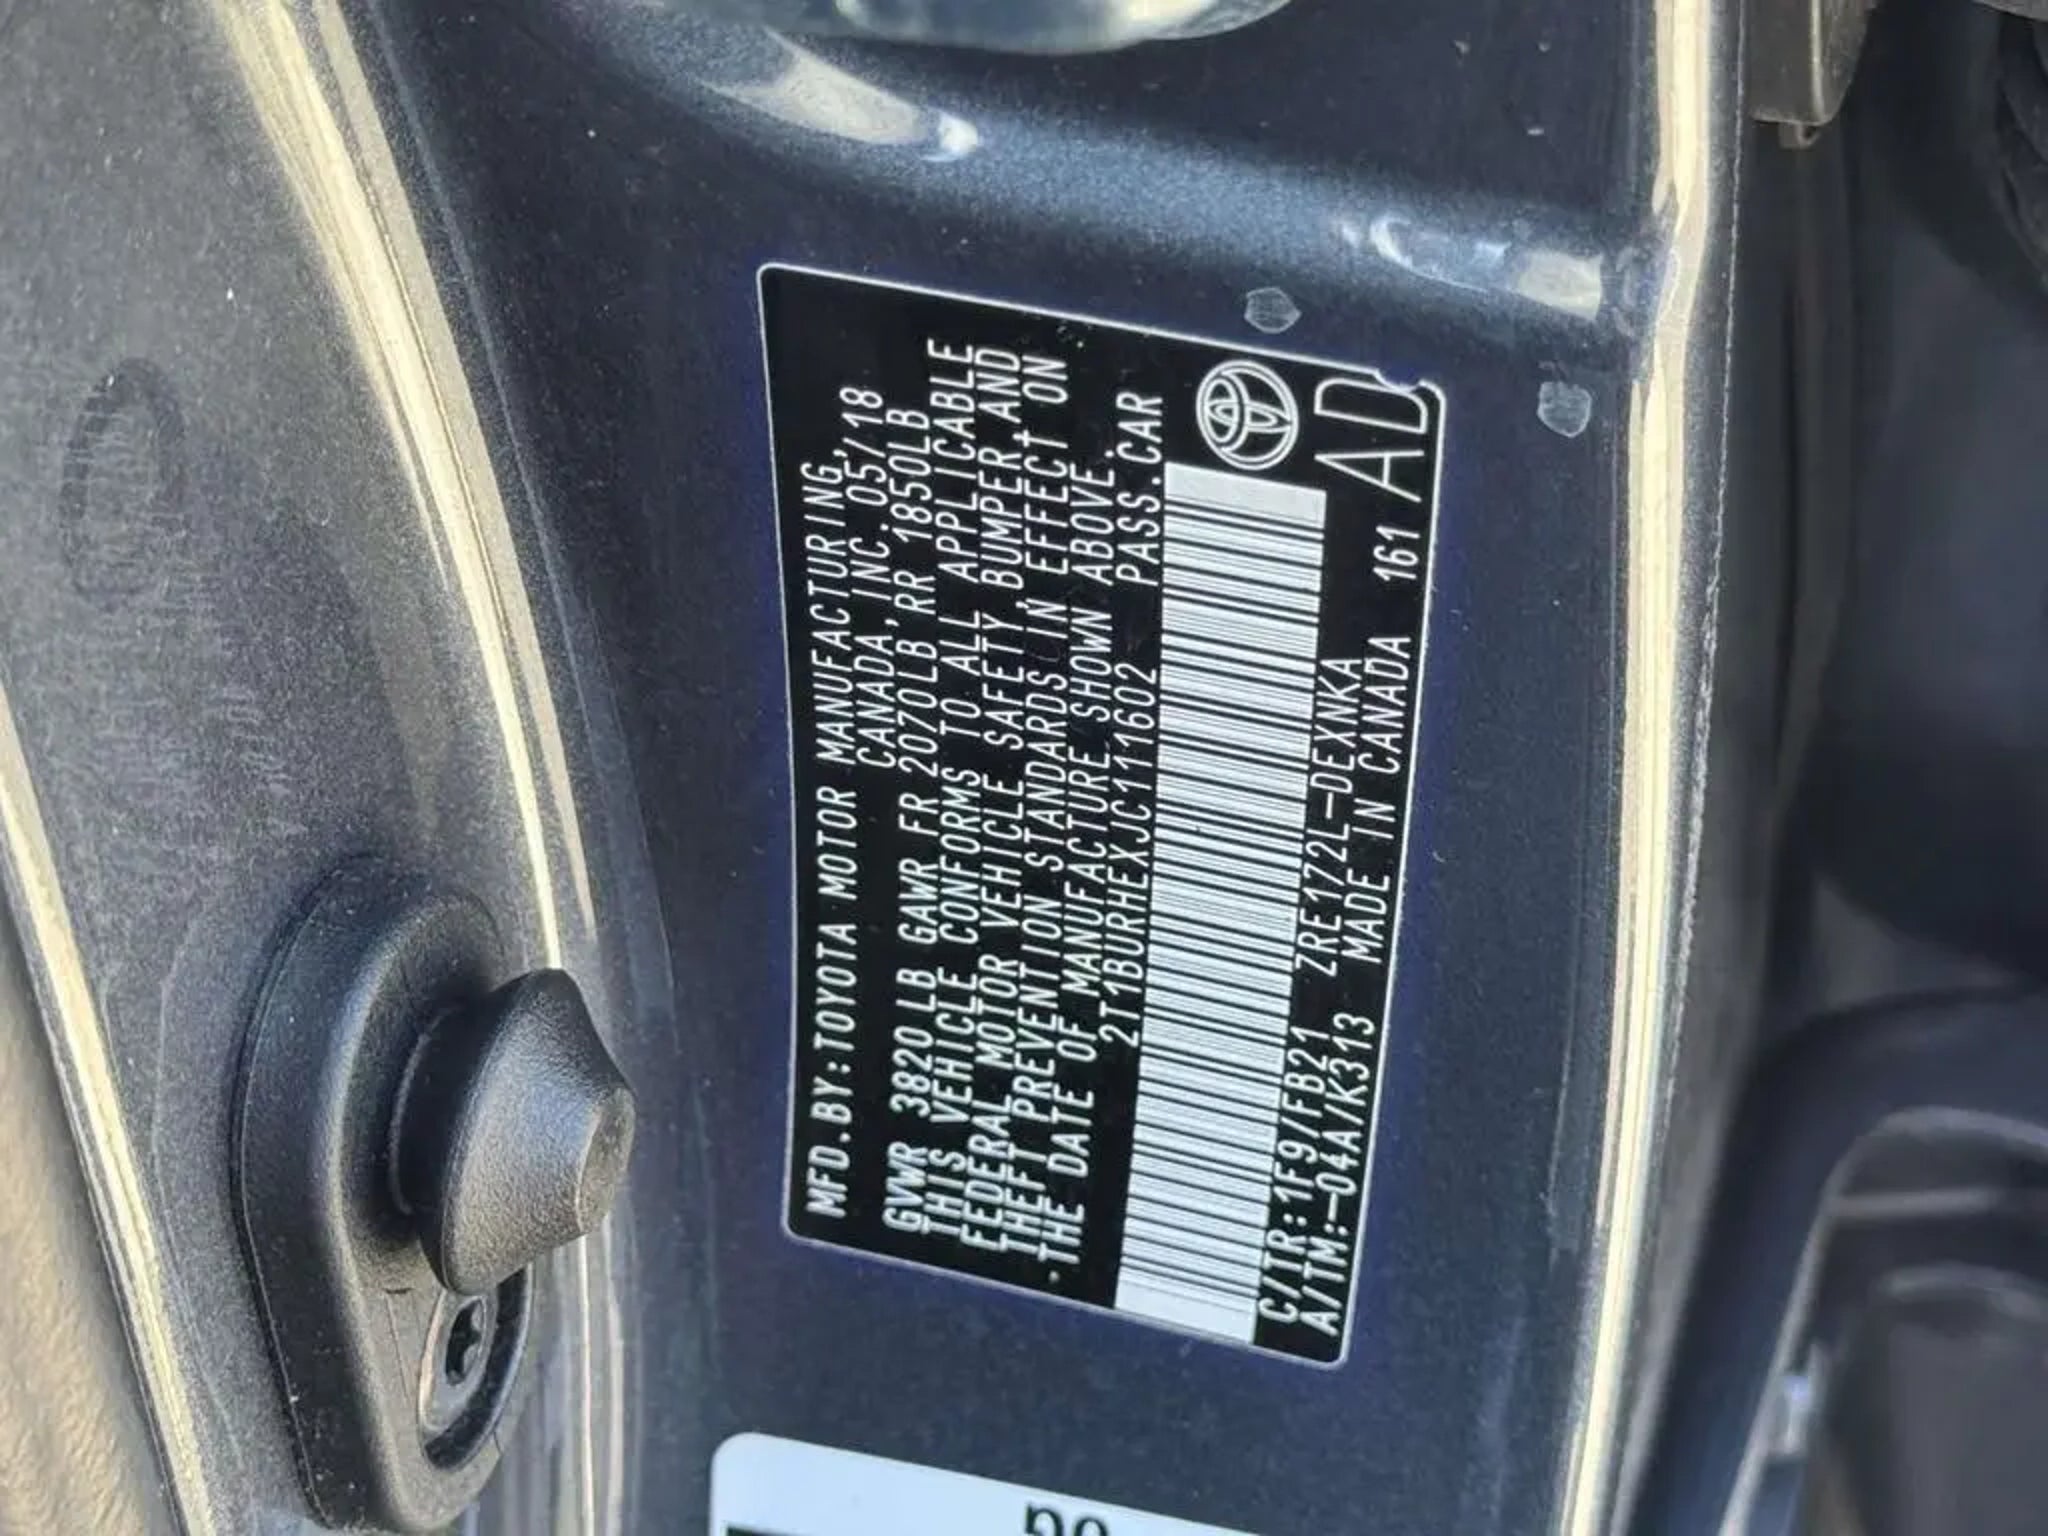 MFD.BY:TOYOTA MOTOR MANUFACTURING,
CANADA,INC. 05/18
GVWR 3820 LB GAWR FR 2070LB RR 1850LB
THIS VEHICLE CONFORMS TO ALL APPLICABLE
FEDERAL MOTOR VEHICLE SAFETY, BUMPER,AND
THEFT PREVENTION STANDARDS IN EFFECT ON
THE DATE OF MANUFACTURE SHOWN ABOVE.
2T1BURHEXJC111602 PASS.CAR
C/TR:1F9/FB21 ZRE172L-DEXNKA
A/TM:-04A/K313 MADE IN CANADA 161 AD